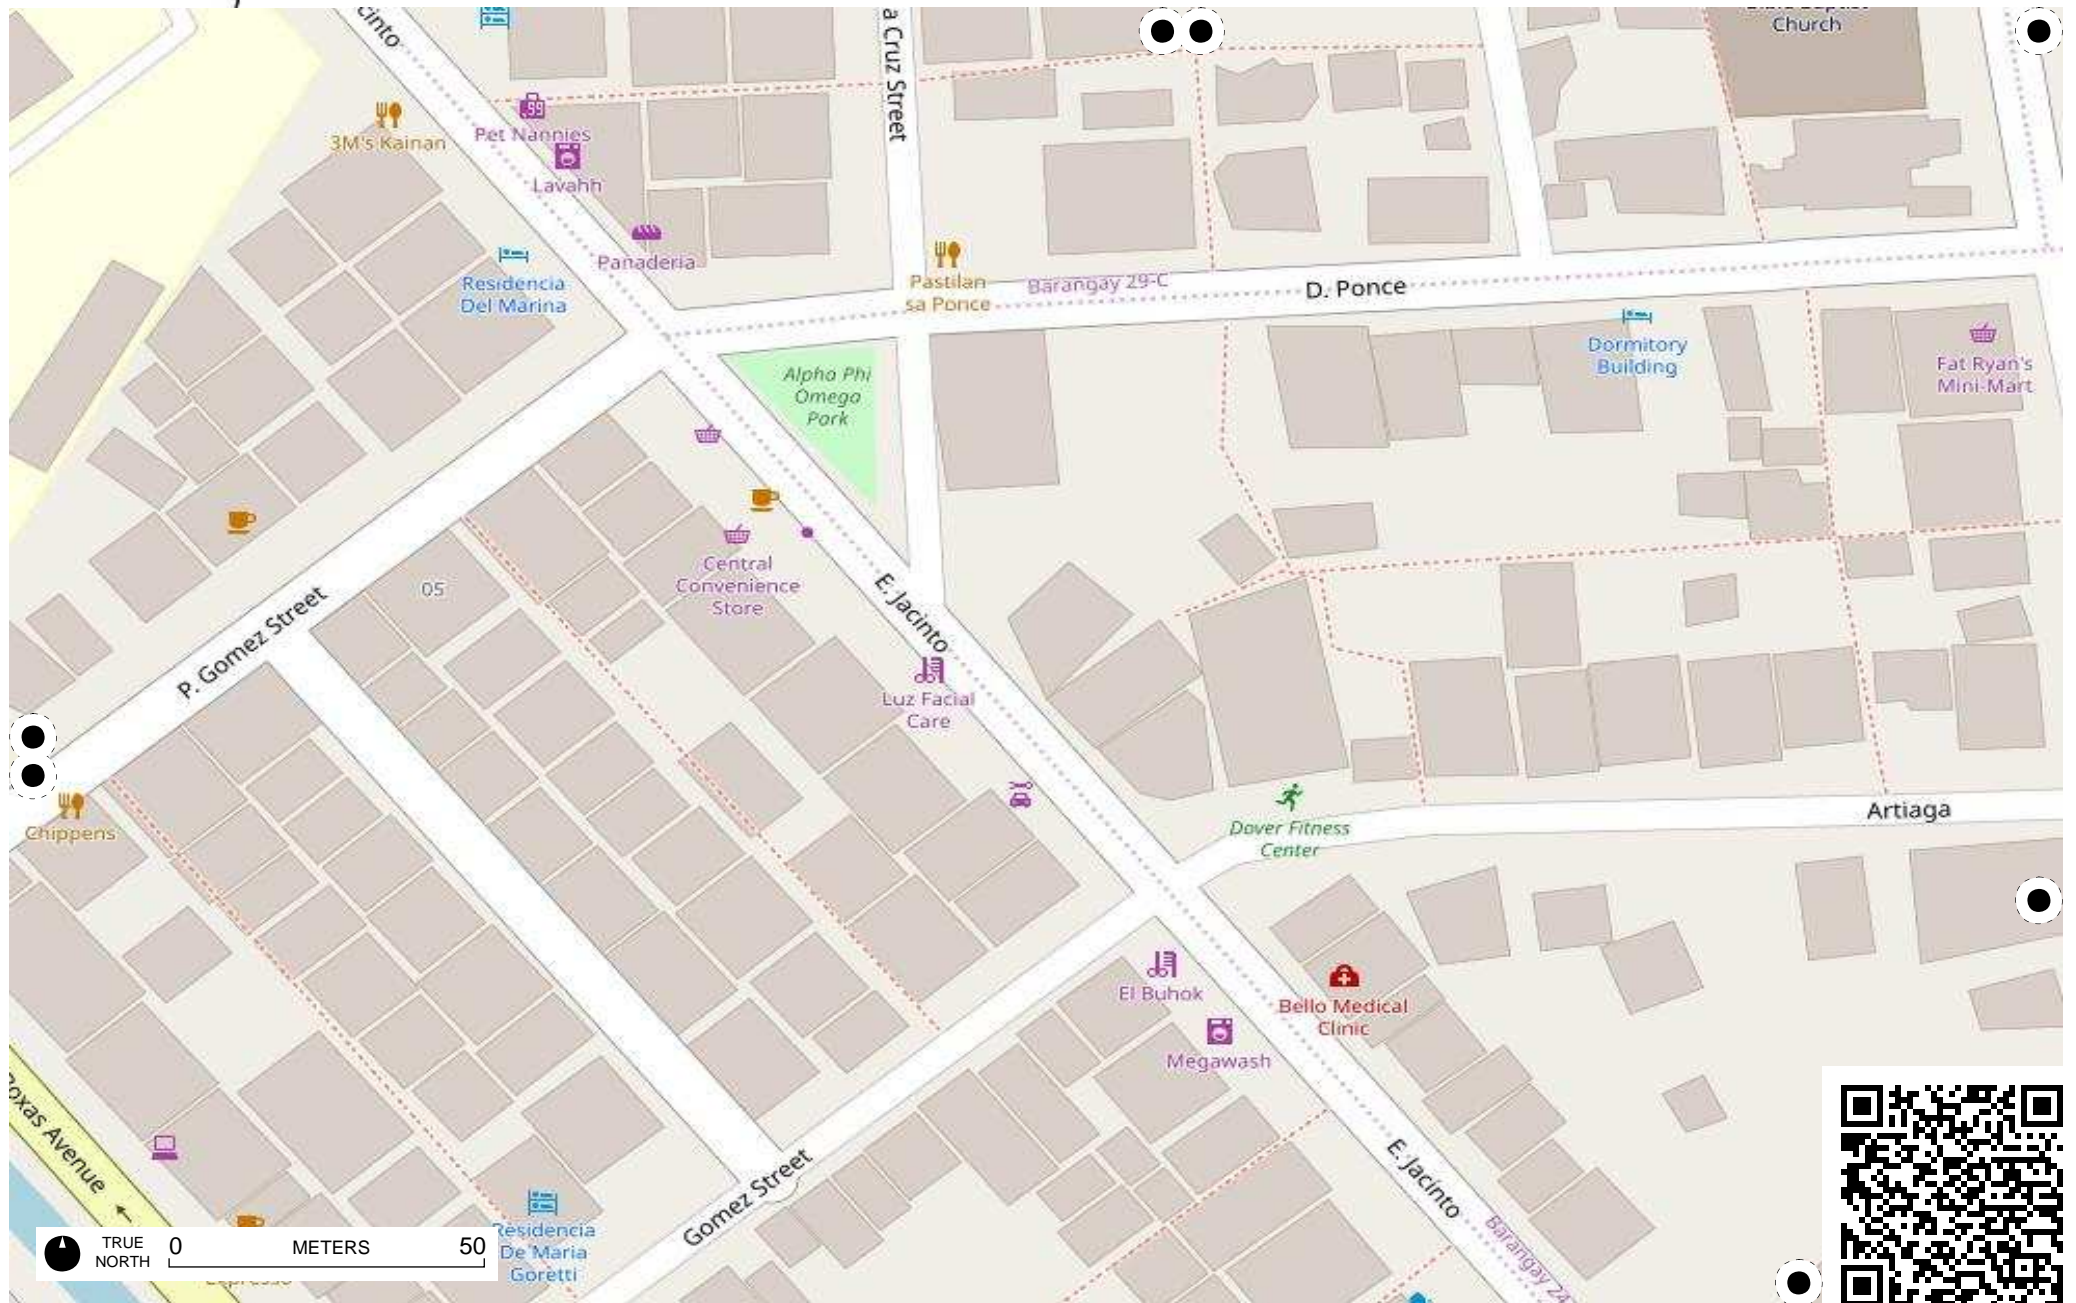 Church
a Cruz Street
Pet Nannies
3M's Kainan
Lavahh
Panaderia
Residencia
Del Marina
Pastilan
sa Ponce
Barangay 29-C
D. Ponce
Dormitory
Building
Fat Ryan's
Mini-Mart
Alpha Phi
Omega
Park
Central
Convenience
Store
05
E. Jacinto
P. Gomez Street
Luz Facial
Care
Artiaga
Dover Fitness
Center
Chippens
El Buhok
Bello Medical
Clinic
Megawash
oxas Avenue
E. Jacinto
Gomez Street
Residencia
De Maria
Goretti
Barangay 24
TRUE
NORTH
0
METERS
50